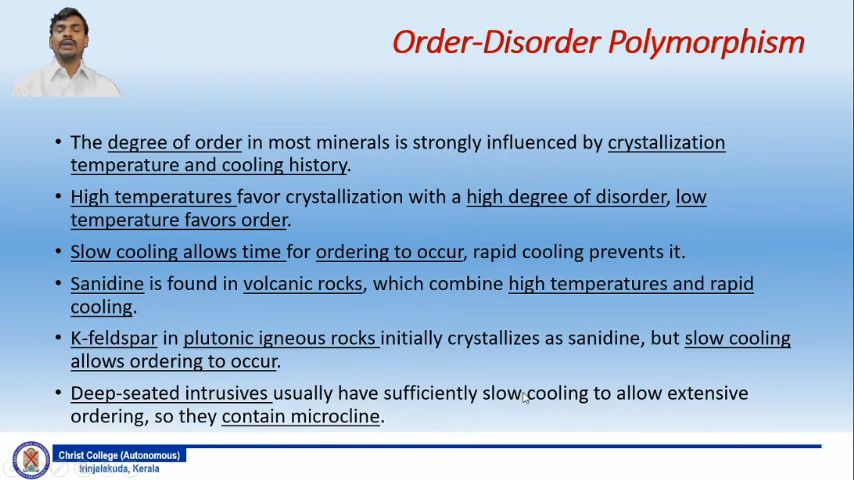 Order-Disorder Polymorphism
• The degree of order in most minerals is strongly influenced by crystallization
temperature and cooling history.
• High temperatures favor crystallization with a high degree of disorder, low
temperature favors order.
• Slow cooling allows time for ordering to occur, rapid cooling prevents it.
• Sanidine is found in volcanic rocks, which combine high temperatures and rapid
cooling.
• K-feldspar in plutonic igneous rocks initially crystallizes as sanidine, but slow cooling
allows ordering to occur.
• Deep-seated intrusives usually have sufficiently slow cooling to allow extensive
ordering, so they contain microcline.
Christ College (Autonomous)
Irinjalakuda, Kerala